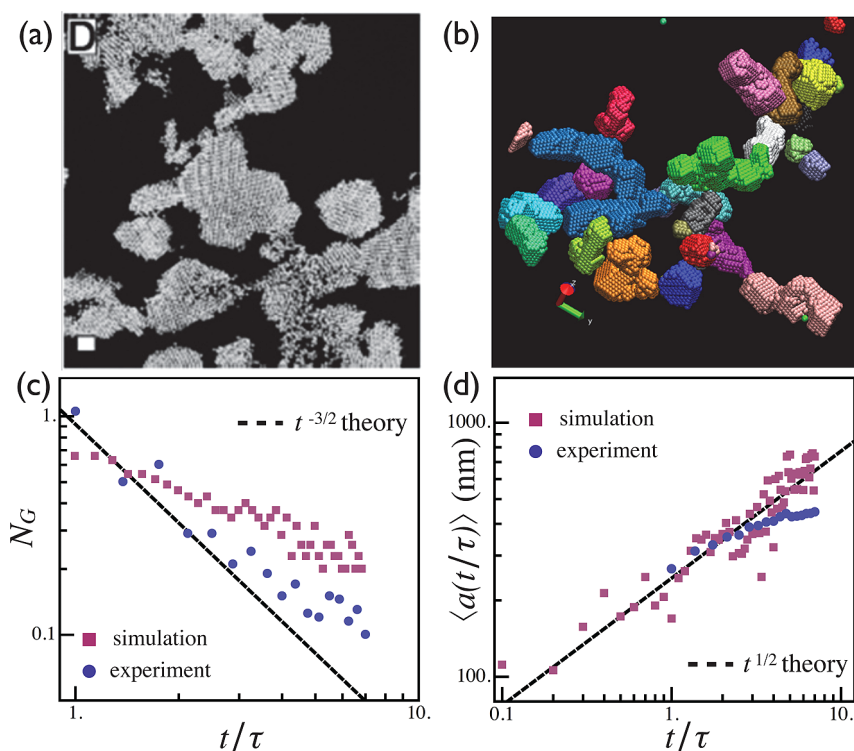 (a)
D
(b)
z
y
(c)
t^-3/2 theory
simulation
experiment
1.
0.1
N_G
1.
10.
t/τ
(d)
simulation
experiment
t^1/2 theory
1000.
100.
⟨a(t/τ)⟩ (nm)
0.1
1.
10.
t/τ